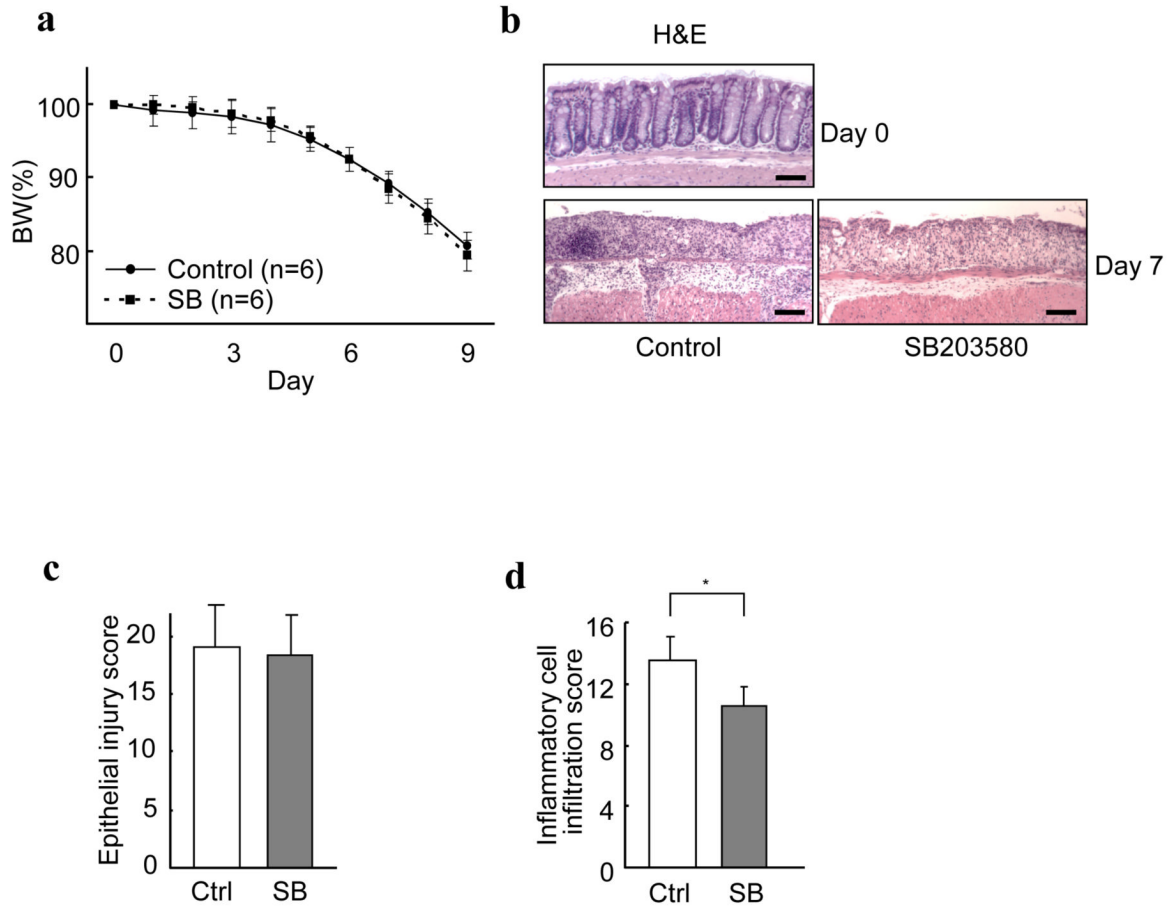 a
BW(%)
100
90
80
Control (n=6)
SB (n=6)
0 3 6 9
Day
b
H&E
Day 0
Day 7
Control SB203580
c
Epithelial injury score
20
15
10
5
0
Ctrl SB
d
*
Inflammatory cell
infiltration score
16
12
8
4
0
Ctrl SB